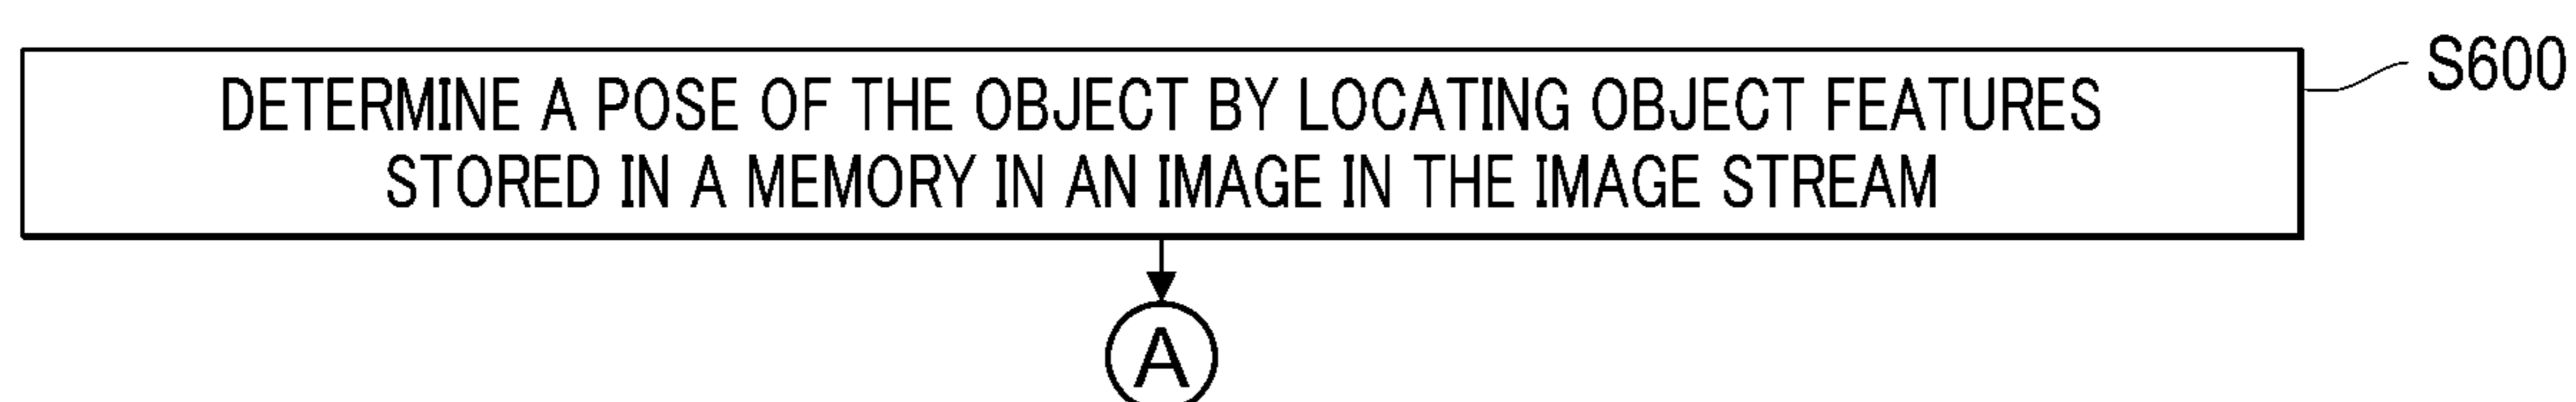 DETERMINE A POSE OF THE OBJECT BY LOCATING OBJECT FEATURES
STORED IN A MEMORY IN AN IMAGE IN THE IMAGE STREAM
S600
A